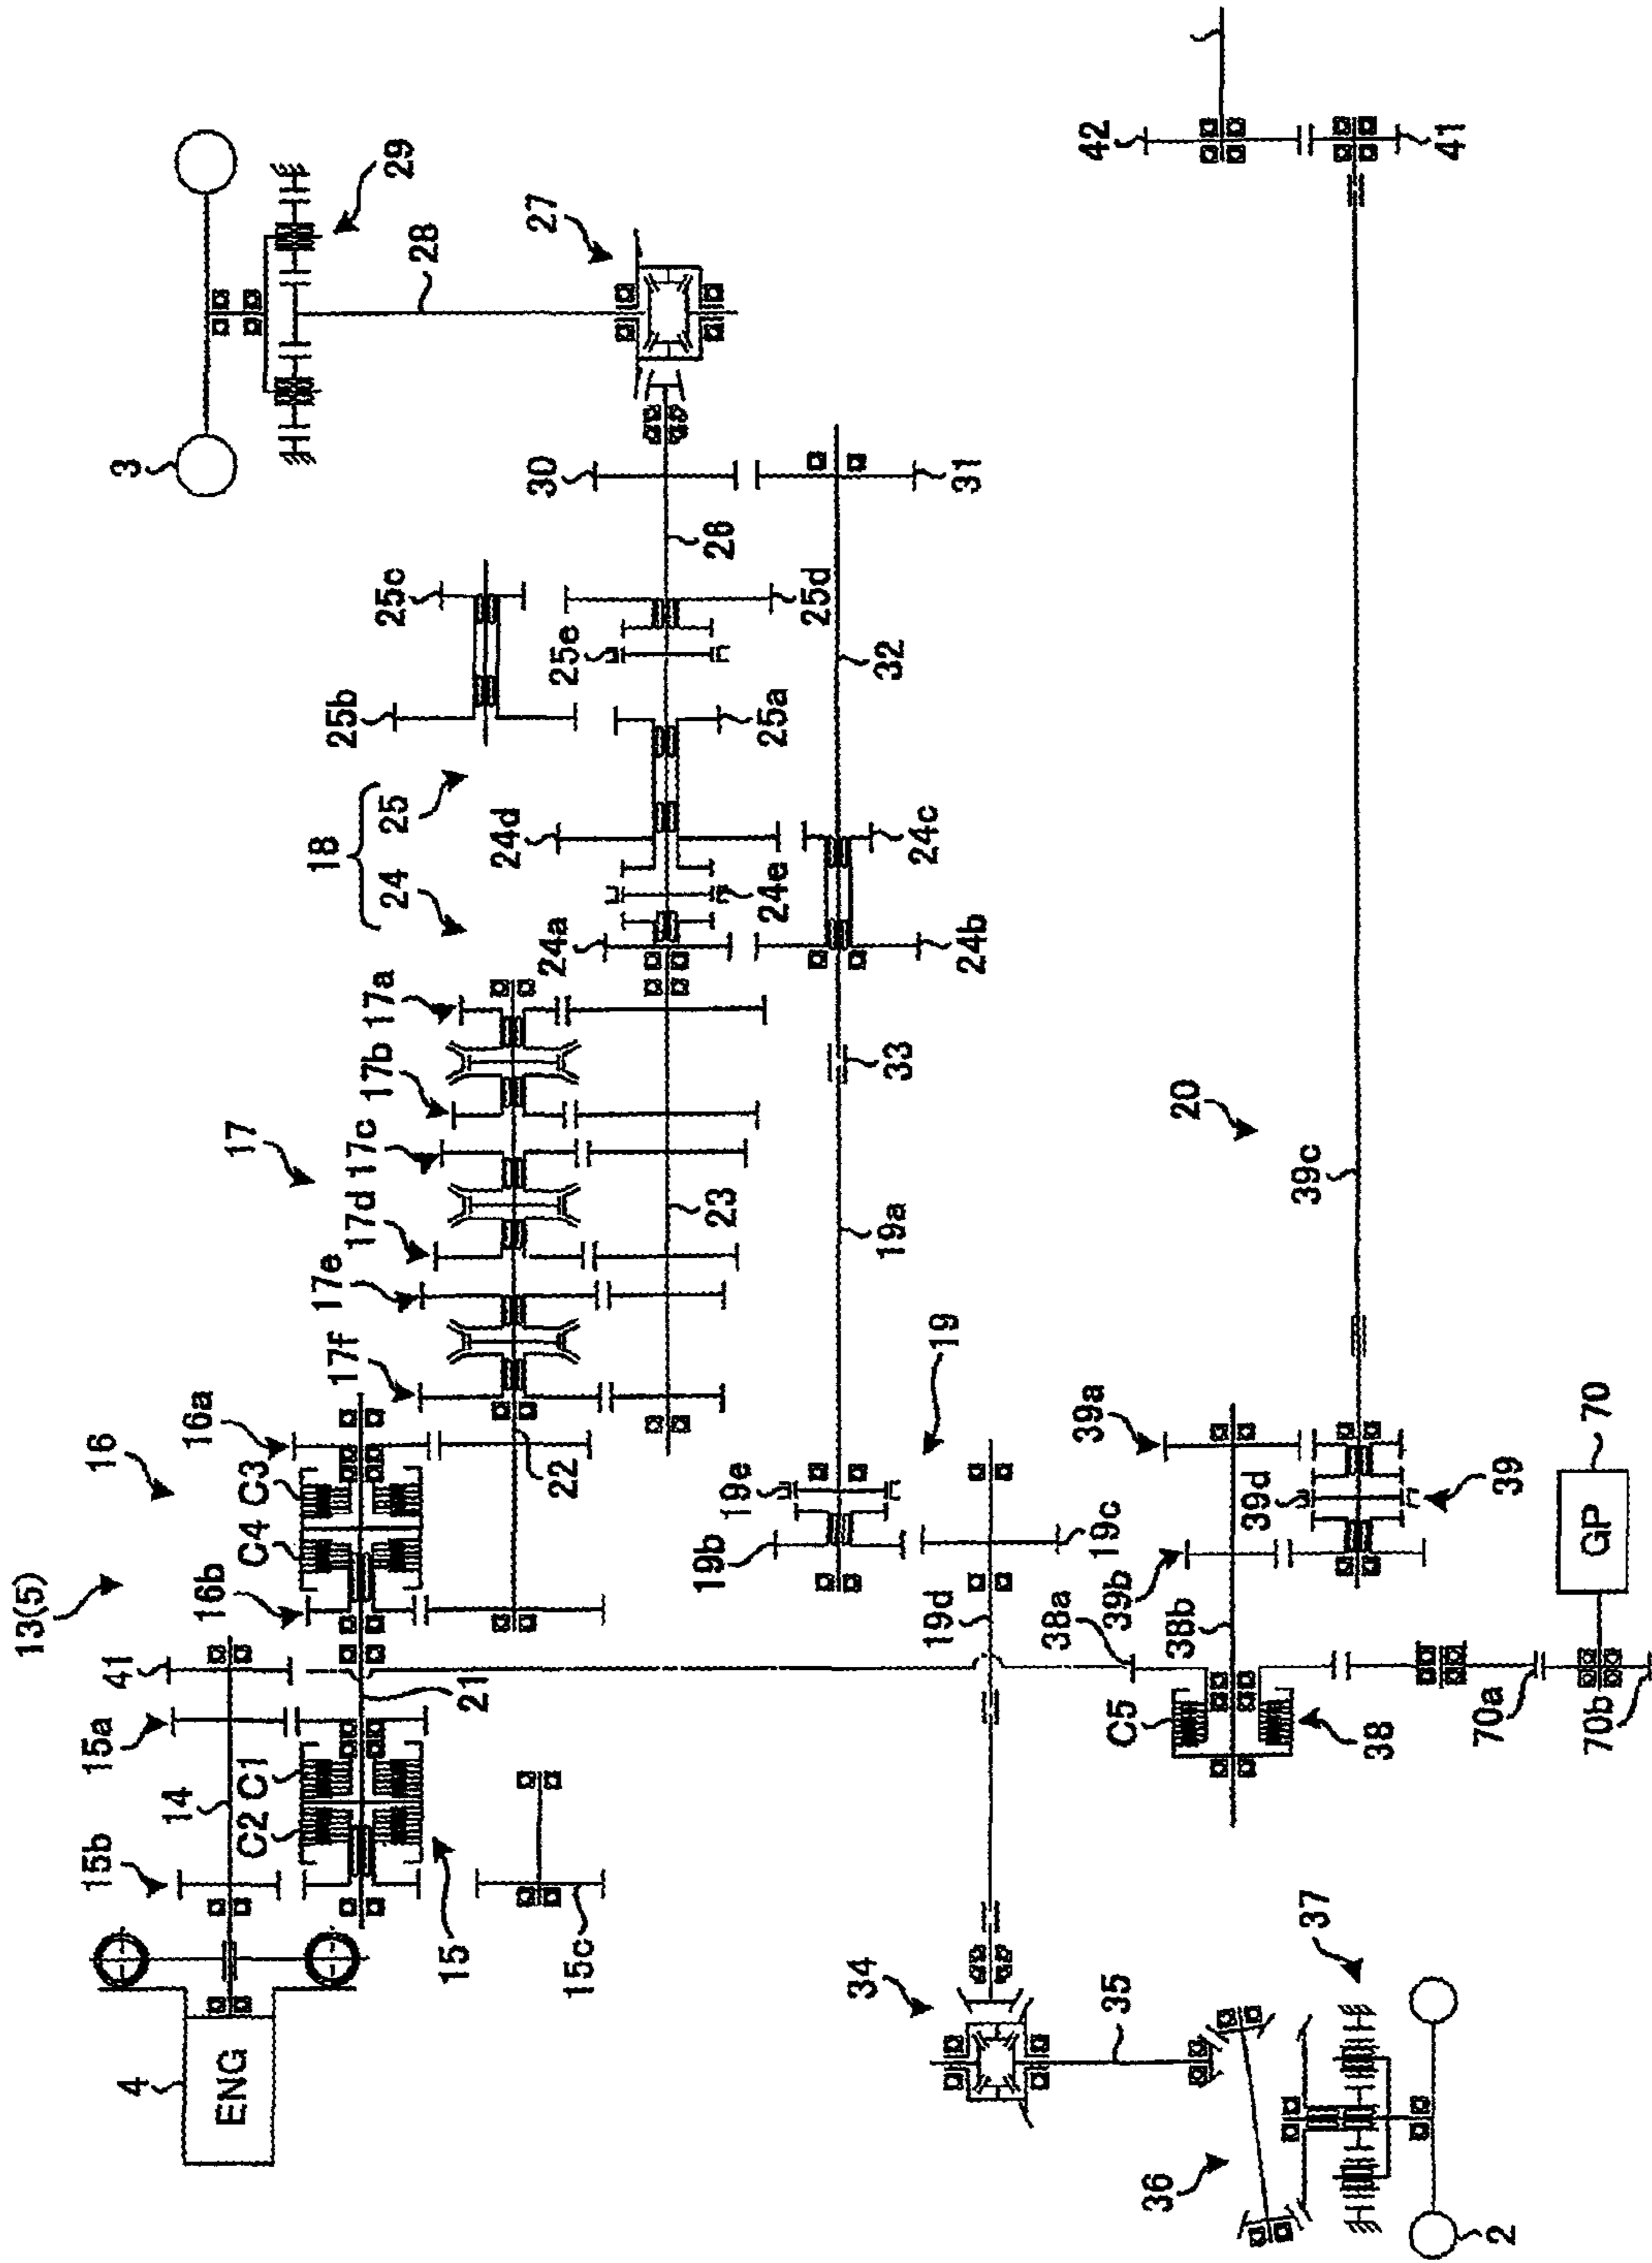 13(5)
16
17
18
24
25
29
3
4
ENG
15b
14
C2
C1
15a
41
16b
C4
C3
16a
17f
17e
17d
17c
17b
17a
24a
24d
25b
25c
30
28
27
15
15c
21
22
23
24e
25a
25e
25d
26
24b
24c
31
33
32
19a
19e
19b
19
19c
19d
34
35
36
37
2
38a
38b
C5
38
39b
39a
39d
39
39c
20
42
41
70a
70b
GP
70